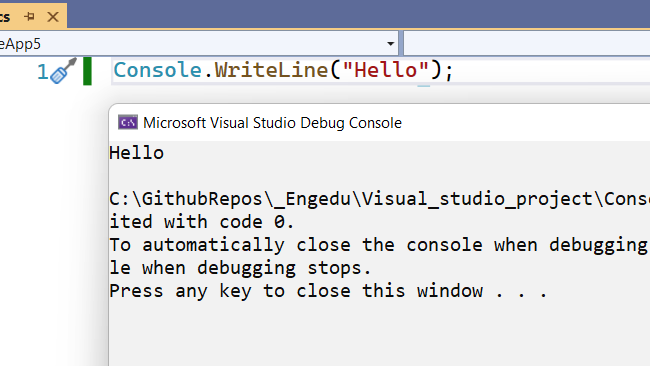 cs
eApp5
1 Console.WriteLine("Hello");
C:\ Microsoft Visual Studio Debug Console
Hello
C:\GithubRepos\_Engedu\Visual_studio_project\Cons
ited with code 0.
To automatically close the console when debugging
le when debugging stops.
Press any key to close this window . . .